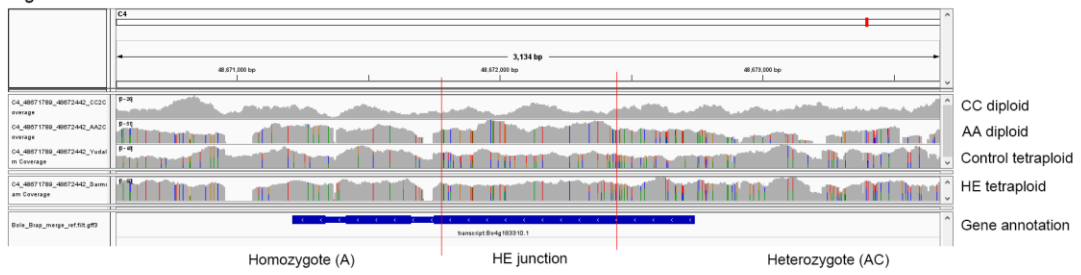 C4
3,134 bp
48,671,000 bp
48,672,000 bp
48,673,000 bp
C4_48671789_48672442_CC2C
overage
CC diploid
C4_48671789_48672442_AA2C
overage
AA diploid
C4_48671789_48672442_Yudal
m Coverage
Control tetraploid
C4_48671789_48672442_Darmo
am Coverage
HE tetraploid
Bole_Brap_merge_ref.filt.gff3
transcript:Bo4g183310.1
Gene annotation
Homozygote (A)
HE junction
Heterozygote (AC)